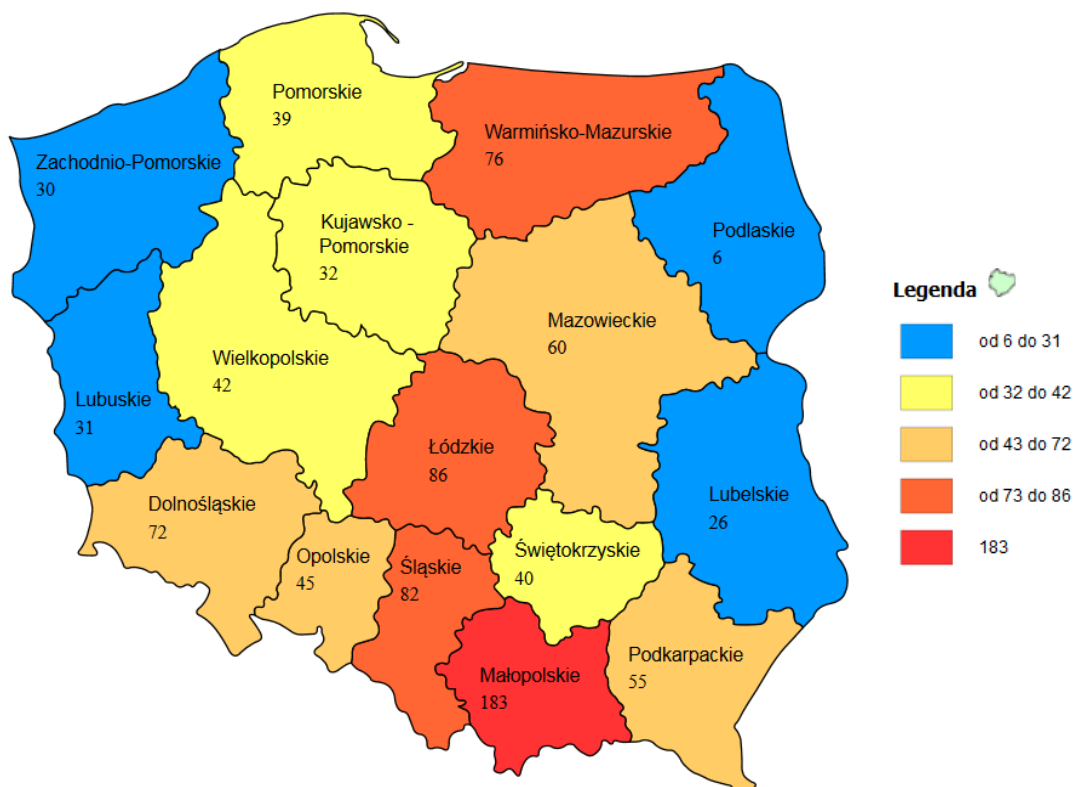 Pomorskie
39
Warmińsko-Mazurskie
76
Zachodnio-Pomorskie
30
Kujawsko -
Pomorskie
32
Podlaskie
6
Mazowieckie
60
Wielkopolskie
42
Lubuskie
31
Łódzkie
86
Dolnośląskie
72
Lubelskie
26
Opolskie
45
Śląskie
82
Świętokrzyskie
40
Małopolskie
183
Podkarpackie
55
Legenda
od 6 do 31
od 32 do 42
od 43 do 72
od 73 do 86
183